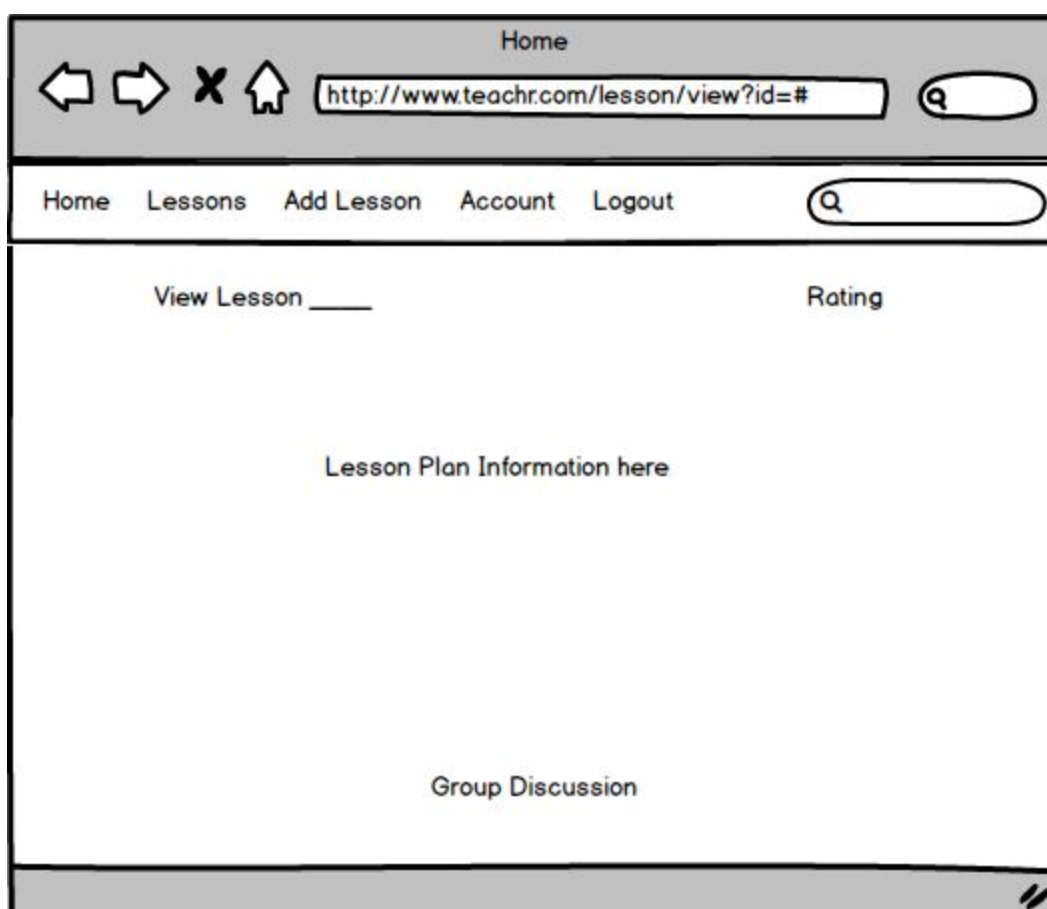 Home
http://www.teachr.com/lesson/view?id=#
Home Lessons Add Lesson Account Logout
View Lesson ____ Rating
Lesson Plan Information here
Group Discussion